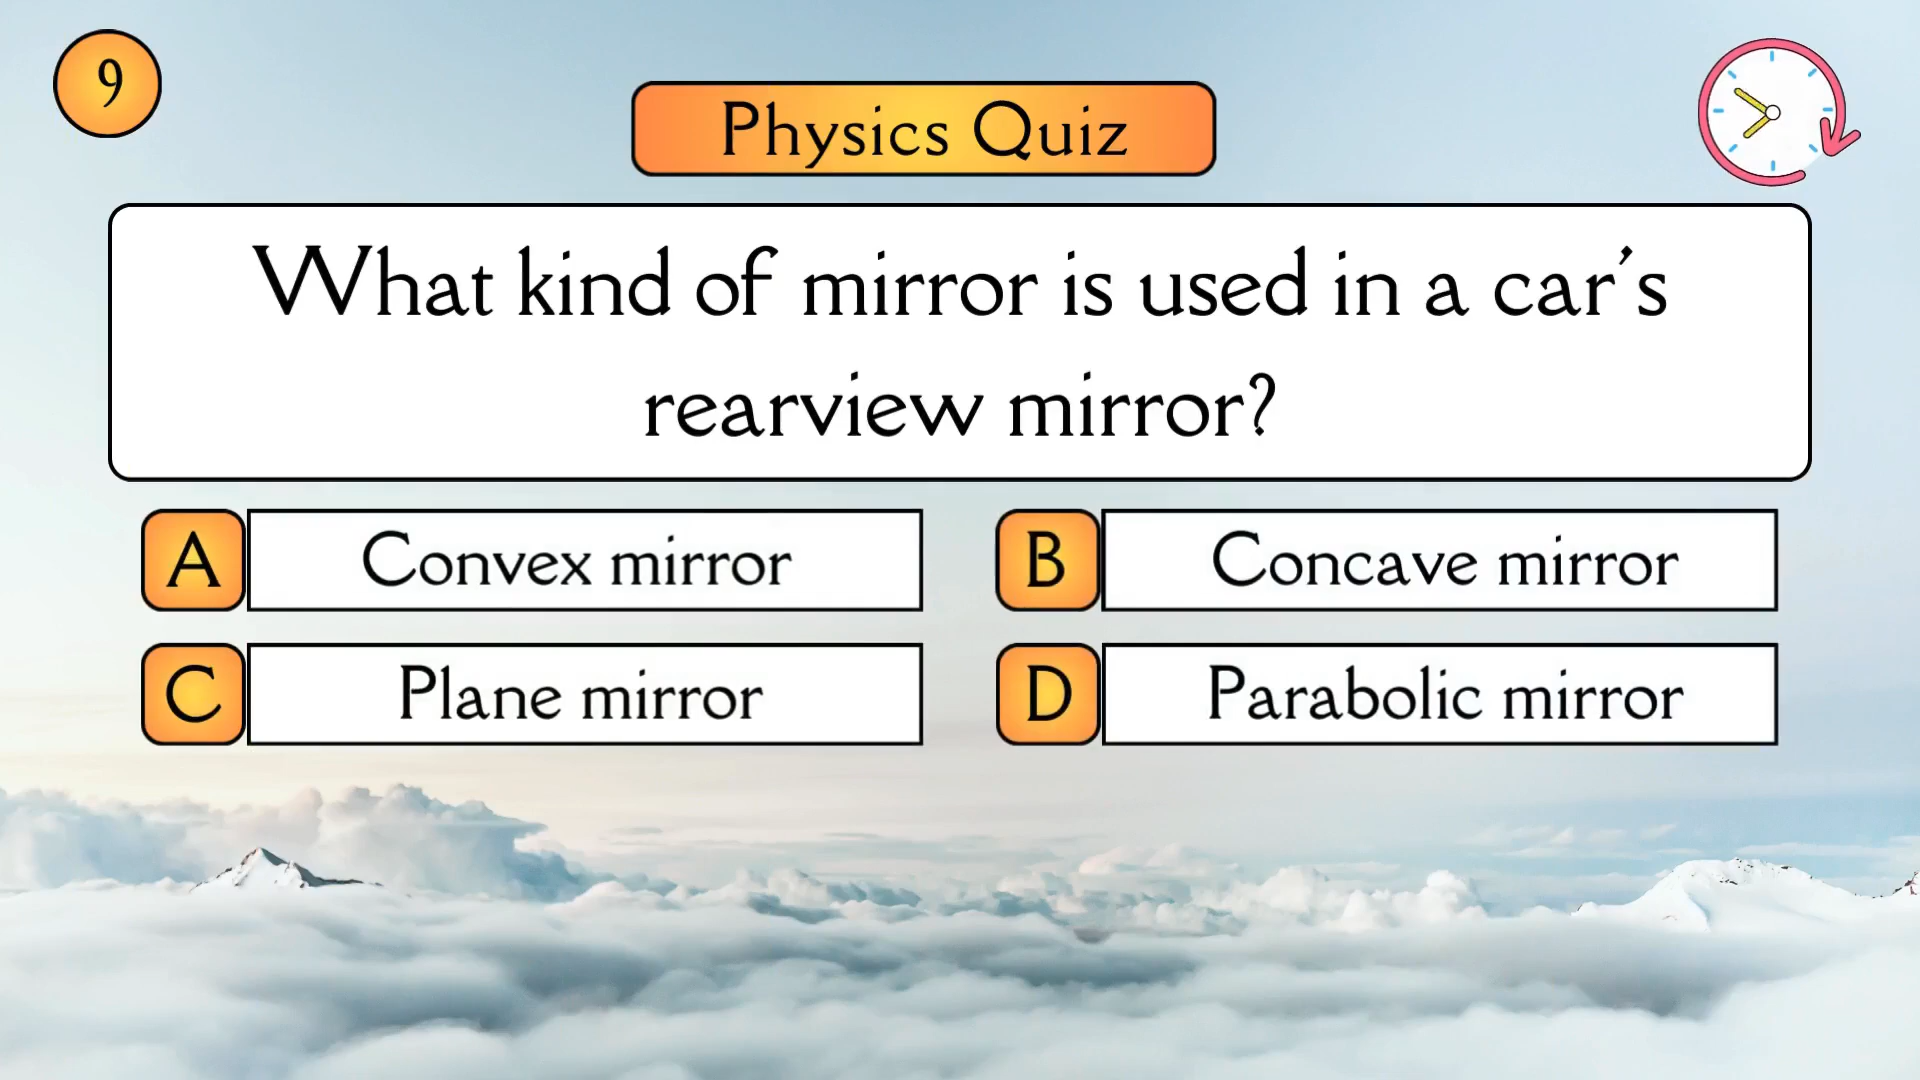 9
Physics Quiz
What kind of mirror is used in a car's
rearview mirror?
A Convex mirror
B Concave mirror
C Plane mirror
D Parabolic mirror